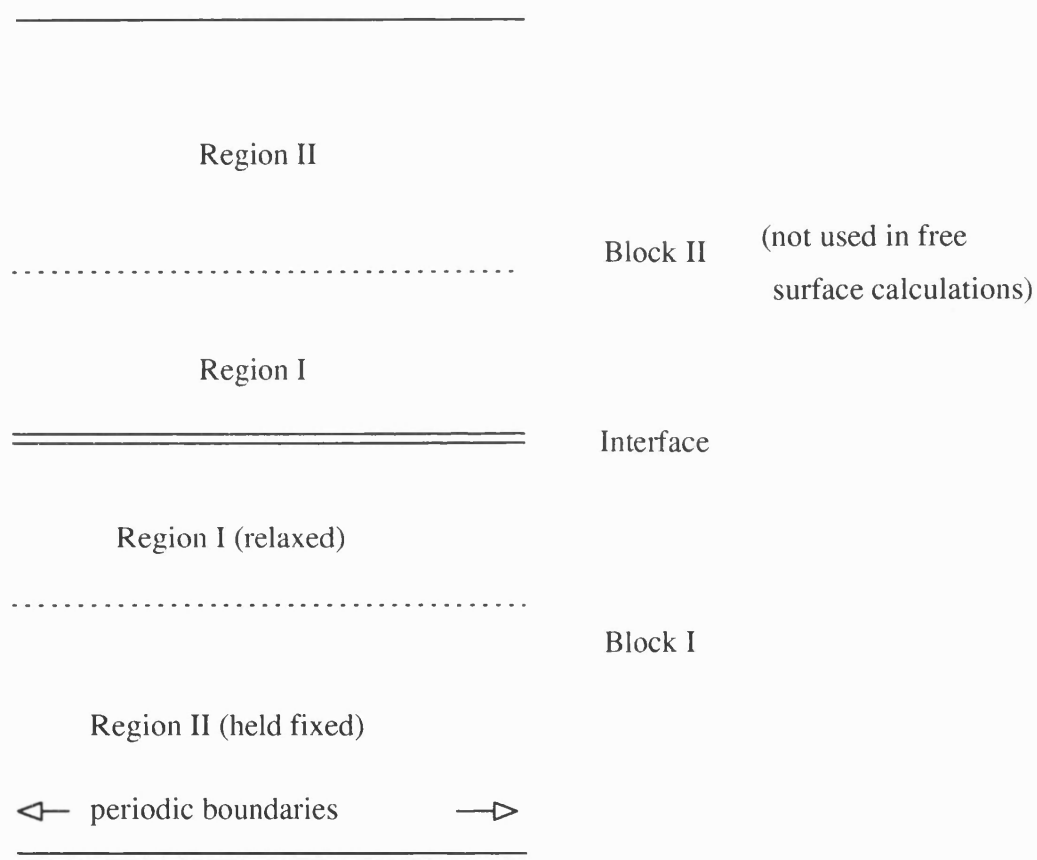 Region II
Block II
(not used in free
surface calculations)
Region I
Interface
Region I (relaxed)
Block I
Region II (held fixed)
periodic boundaries